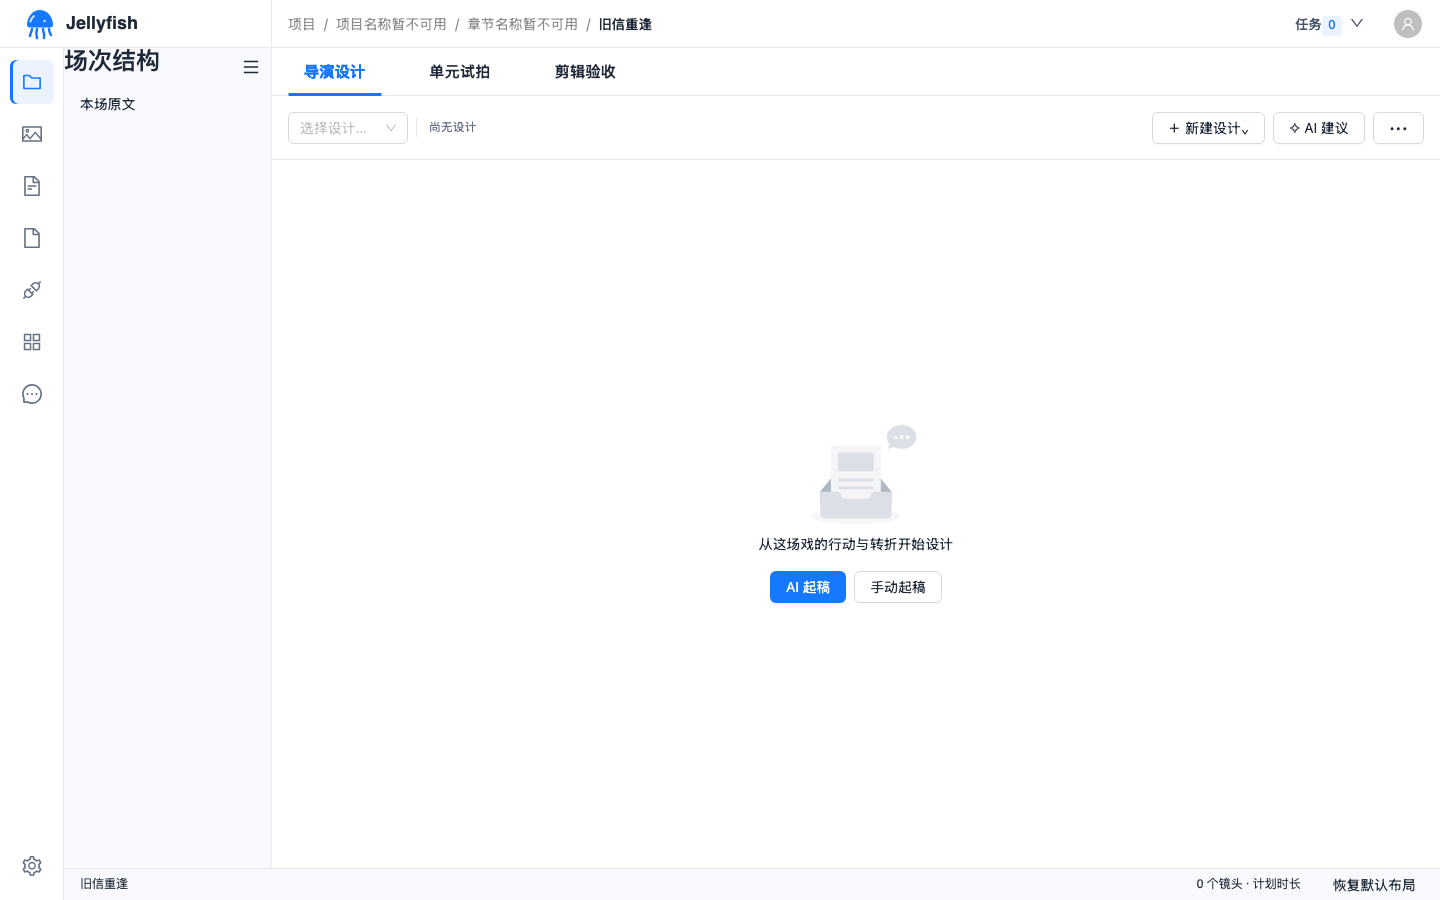 Jellyfish
项目 / 项目名称暂不可用 / 章节名称暂不可用 / 旧信重逢
任务 0
场次结构
本场原文
导演设计 单元试拍 剪辑验收
选择设计... 尚无设计
+ 新建设计 AI 建议 ···
从这场戏的行动与转折开始设计
AI 起稿 手动起稿
旧信重逢
0 个镜头 · 计划时长 恢复默认布局